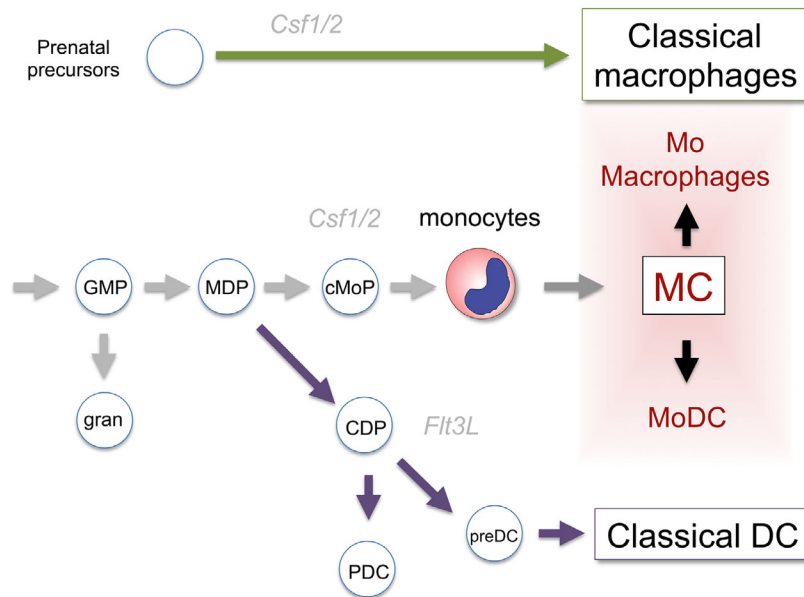 Prenatal
precursors
Csf1/2
Classical
macrophages
Mo
Macrophages
Csf1/2
monocytes
GMP
MDP
cMoP
MC
gran
CDP
Flt3L
MoDC
PDC
preDC
Classical DC